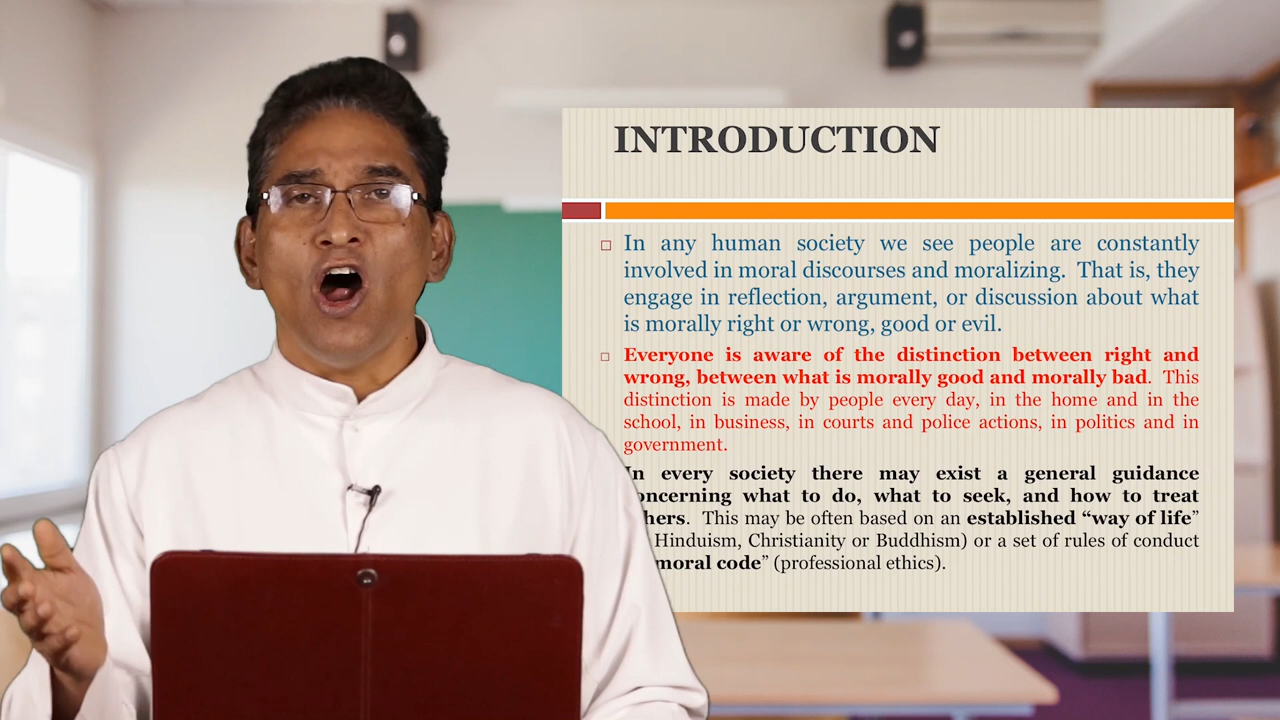 INTRODUCTION
In any human society we see people are constantly
involved in moral discourses and moralizing. That is, they
engage in reflection, argument, or discussion about what
is morally right or wrong, good or evil.
Everyone is aware of the distinction between right and
wrong, between what is morally good and morally bad. This
distinction is made by people every day, in the home and in the
school, in business, in courts and police actions, in politics and in
government.
In every society there may exist a general guidance
what to do, what to seek, and how to treat
This may be often based on an established “way of life”
Hinduism, Christianity or Buddhism) or a set of rules of conduct
moral code” (professional ethics).